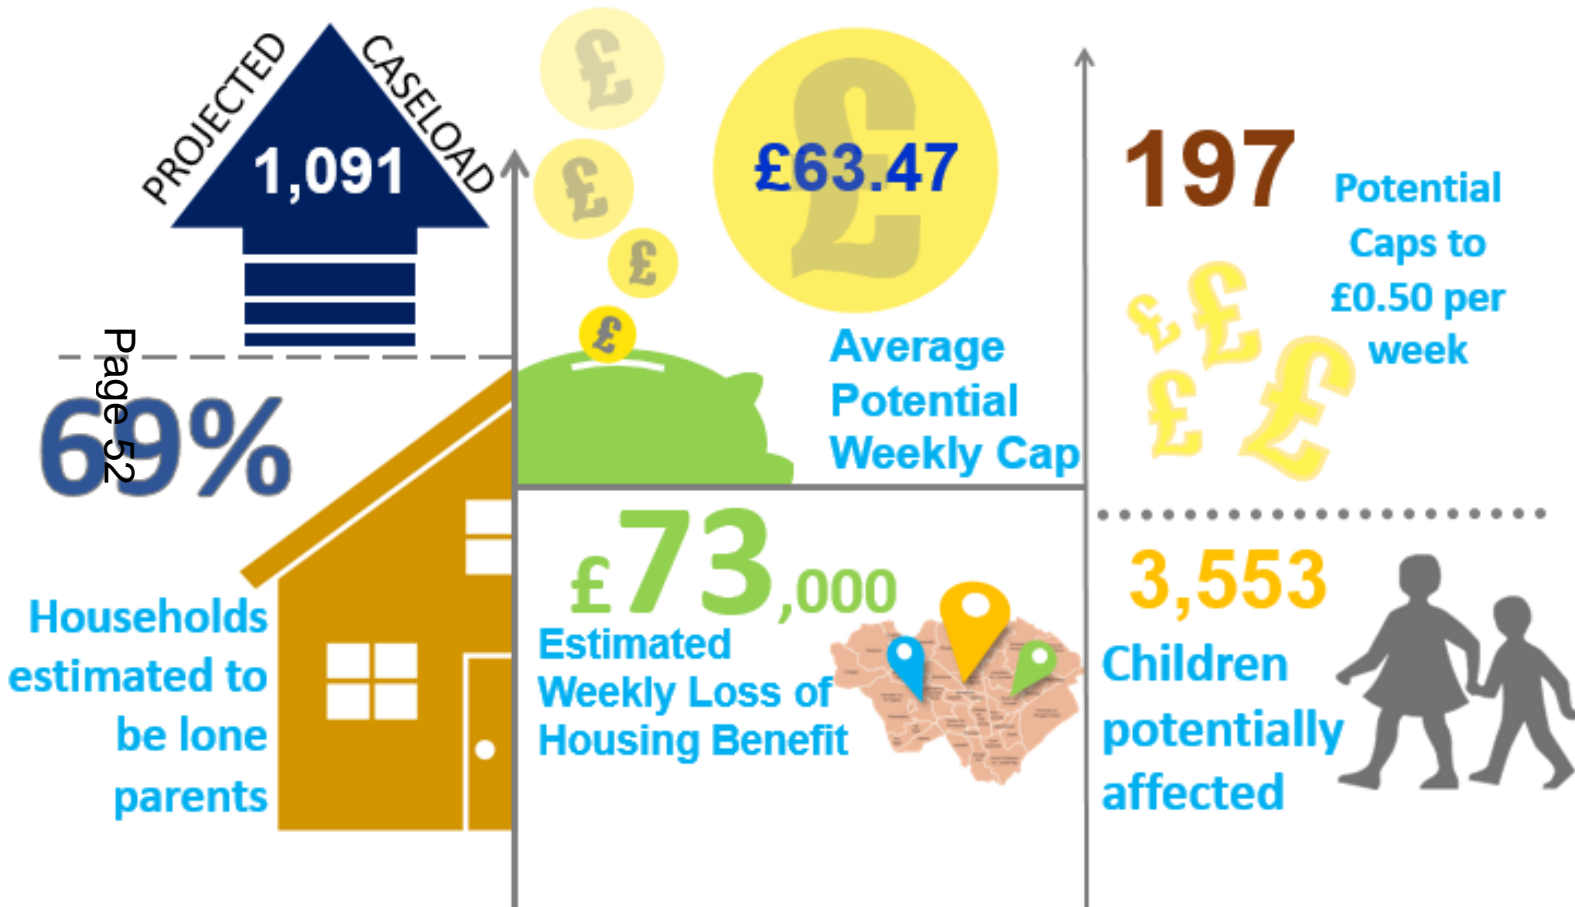 PROJECTED
CASELOAD
1,091
Page 52
69%
Households
estimated to
be lone
parents
£
£
£
£
£
£63.47
Average
Potential
Weekly Cap
£73,000
Estimated
Weekly Loss of
Housing Benefit
197
Potential
Caps to
£0.50 per
week
£
£
£
£
3,553
Children
potentially
affected